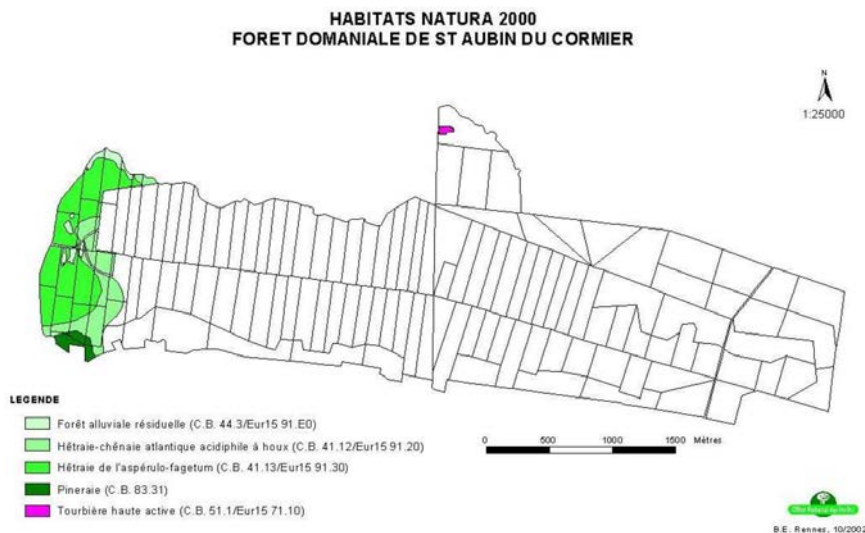 HABITATS NATURA 2000
FORET DOMANIALE DE ST AUBIN DU CORMIER
N
1:25000
LEGENDE
Forêt alluviale résiduelle (C.B. 44.3/Eur15 91.E0)
Hêtraie-chênaie atlantique acidiphile à houx (C.B. 41.12/Eur15 91.20)
Hêtraie de l'aspérulo-fagetum (C.B. 41.13/Eur15 91.30)
Pineraie (C.B. 83.31)
Tourbière haute active (C.B. 51.1/Eur15 71.10)
0 500 1000 1500 Mètres
B.E. Rennes, 10/2002